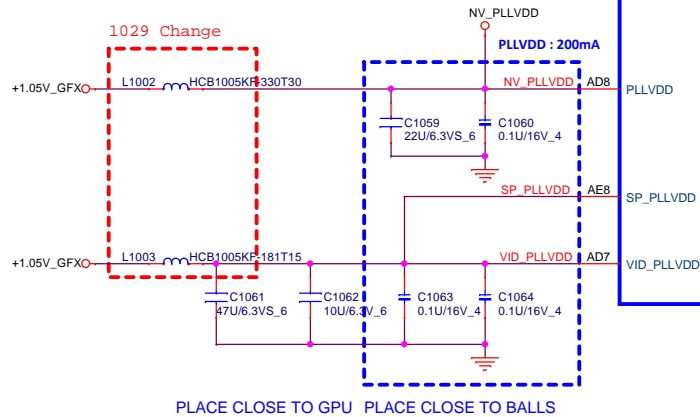 NV_PLLVDD
1029 Change
PLLVDD : 200mA
+1.05V_GFX
L1002
HCB1005KF-330T30
NV_PLLVDD
AD8
PLLVDD
C1059
22U/6.3VS_6
C1060
0.1U/16V_4
SP_PLLVDD
AE8
SP_PLLVDD
+1.05V_GFX
L1003
HCB1005KF-181T15
VID_PLLVDD
AD7
VID_PLLVDD
C1061
47U/6.3VS_6
C1062
10U/6.3V_6
C1063
0.1U/16V_4
C1064
0.1U/16V_4
PLACE CLOSE TO GPU
PLACE CLOSE TO BALLS